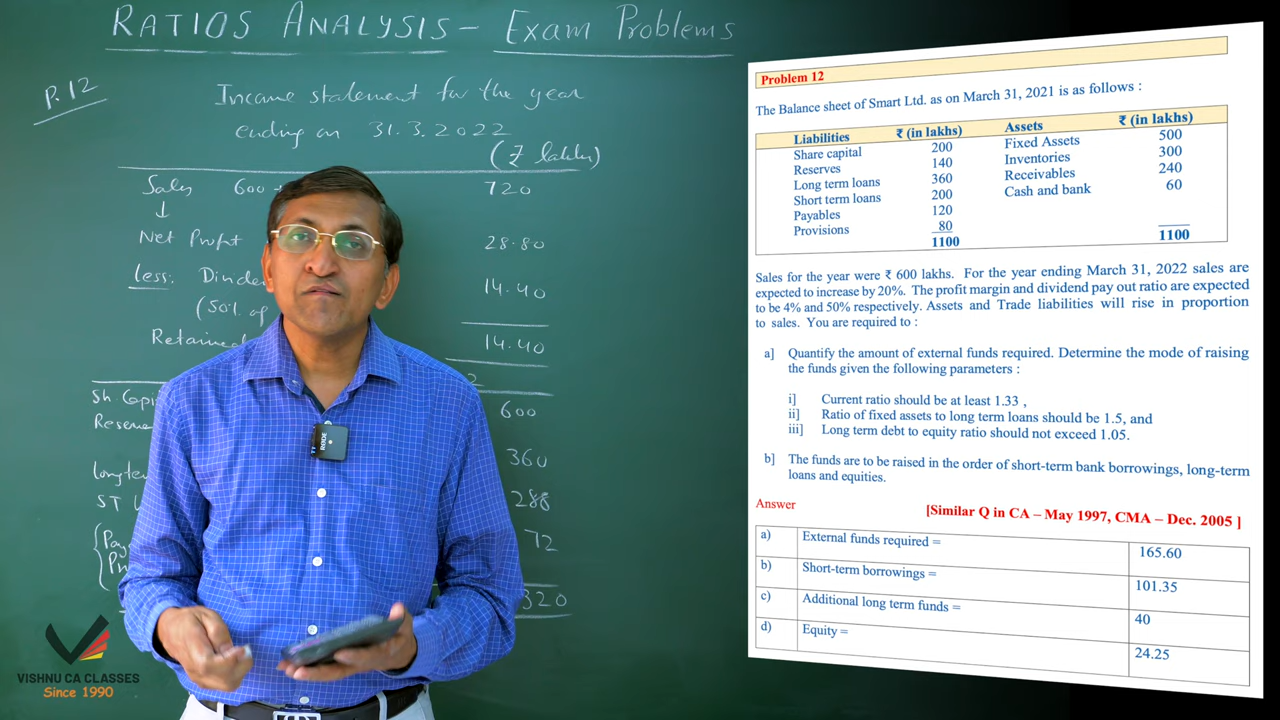 RATIOS ANALYSIS - Exam Problems
P.12
Income statement for the year
ending on 31.3.2022
(₹ lakhs)
Sales 600 720
↓
Net Profit 28.80
Less: 14.40
(50% of
14.40
600
360
288
72
320
VISHNU CA CLASSES
Since 1990
Problem 12
The Balance sheet of Smart Ltd. as on March 31, 2021 is as follows :
Liabilities ₹ (in lakhs) Assets ₹ (in lakhs)
Share capital 200 Fixed Assets 500
Reserves 140 Inventories 300
Long term loans 360 Receivables 240
Short term loans 200 Cash and bank 60
Payables 120
Provisions 80
1100 1100
Sales for the year were ₹ 600 lakhs. For the year ending March 31, 2022 sales are
expected to increase by 20%. The profit margin and dividend pay out ratio are expected
to be 4% and 50% respectively. Assets and Trade liabilities will rise in proportion
to sales. You are required to :
a] Quantify the amount of external funds required. Determine the mode of raising
the funds given the following parameters :
i] Current ratio should be at least 1.33 ,
ii] Ratio of fixed assets to long term loans should be 1.5, and
iii] Long term debt to equity ratio should not exceed 1.05.
b] The funds are to be raised in the order of short-term bank borrowings, long-term
loans and equities.
Answer [Similar Q in CA – May 1997, CMA – Dec. 2005 ]
a) External funds required = 165.60
b) Short-term borrowings = 101.35
c) Additional long term funds = 40
d) Equity = 24.25